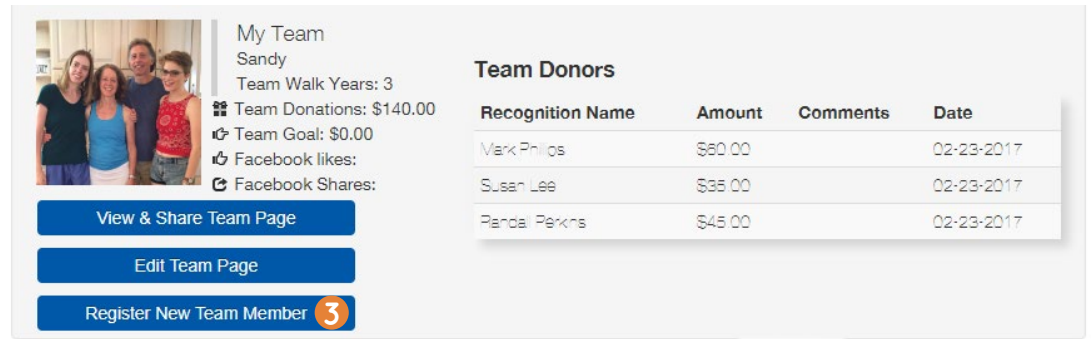 My Team
Sandy
Team Walk Years: 3
Team Donations: $140.00
Team Goal: $0.00
Facebook likes:
Facebook Shares:
View & Share Team Page
Edit Team Page
Register New Team Member 3
Team Donors
Recognition Name Amount Comments Date
Mark Philips $60.00 02-23-2017
Susan Lee $35.00 02-23-2017
Randal Perkins $45.00 02-23-2017